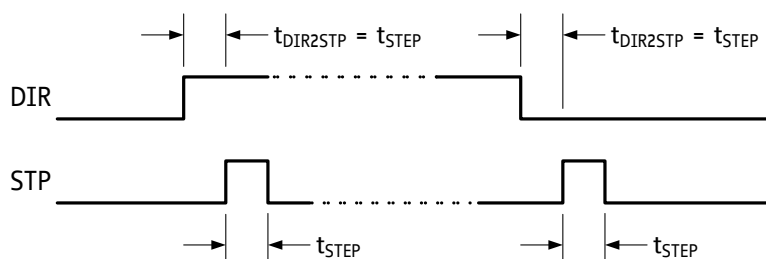 tDIR2STP = tSTEP tDIR2STP = tSTEP
DIR
STP
tSTEP tSTEP